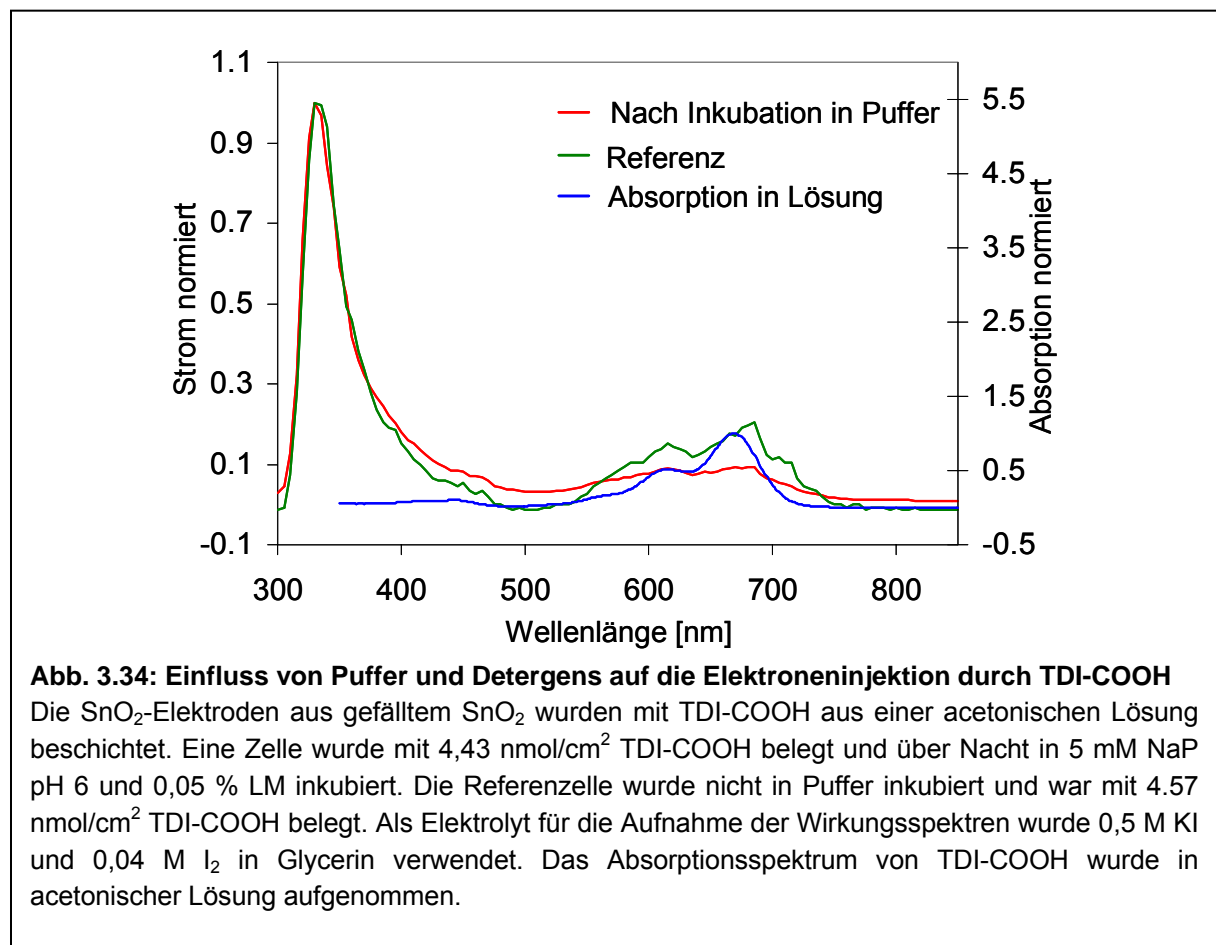 1.1
0.9
0.7
0.5
0.3
0.1
-0.1
Strom normiert
5.5
4.5
3.5
2.5
1.5
0.5
-0.5
Absorption normiert
Nach Inkubation in Puffer
Referenz
Absorption in Lösung
300 400 500 600 700 800
Wellenlänge [nm]
Abb. 3.34: Einfluss von Puffer und Detergens auf die Elektroneninjektion durch TDI-COOH
Die SnO₂-Elektroden aus gefälltem SnO₂ wurden mit TDI-COOH aus einer acetonischen Lösung
beschichtet. Eine Zelle wurde mit 4,43 nmol/cm² TDI-COOH belegt und über Nacht in 5 mM NaP
pH 6 und 0,05 % LM inkubiert. Die Referenzelle wurde nicht in Puffer inkubiert und war mit 4.57
nmol/cm² TDI-COOH belegt. Als Elektrolyt für die Aufnahme der Wirkungsspektren wurde 0,5 M KI
und 0,04 M I₂ in Glycerin verwendet. Das Absorptionsspektrum von TDI-COOH wurde in
acetonischer Lösung aufgenommen.